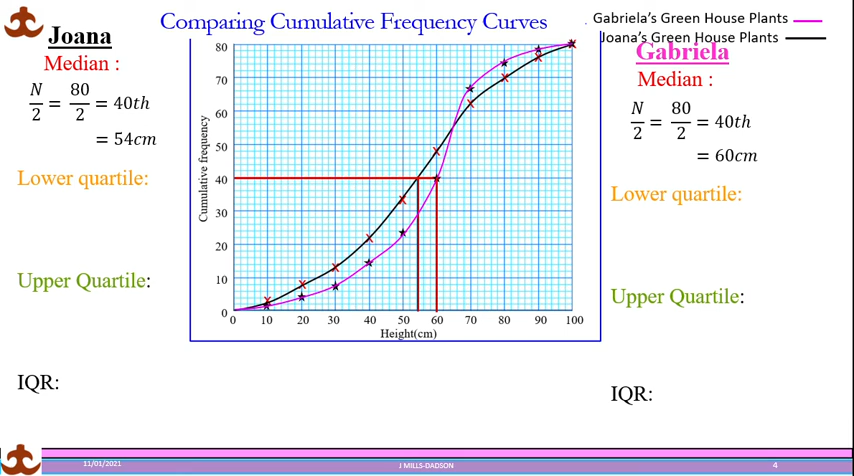 Comparing Cumulative Frequency Curves
Gabriela's Green House Plants
Joana's Green House Plants
Joana
Median :
N/2 = 80/2 = 40th
= 54cm
Lower quartile:
Upper Quartile:
IQR:
Cumulative frequency
80
70
60
50
40
30
20
10
0
0 10 20 30 40 50 60 70 80 90 100
Height(cm)
Gabriela
Median :
N/2 = 80/2 = 40th
= 60cm
Lower quartile:
Upper Quartile:
IQR:
11/01/2021
J MILLS-DADSON
4